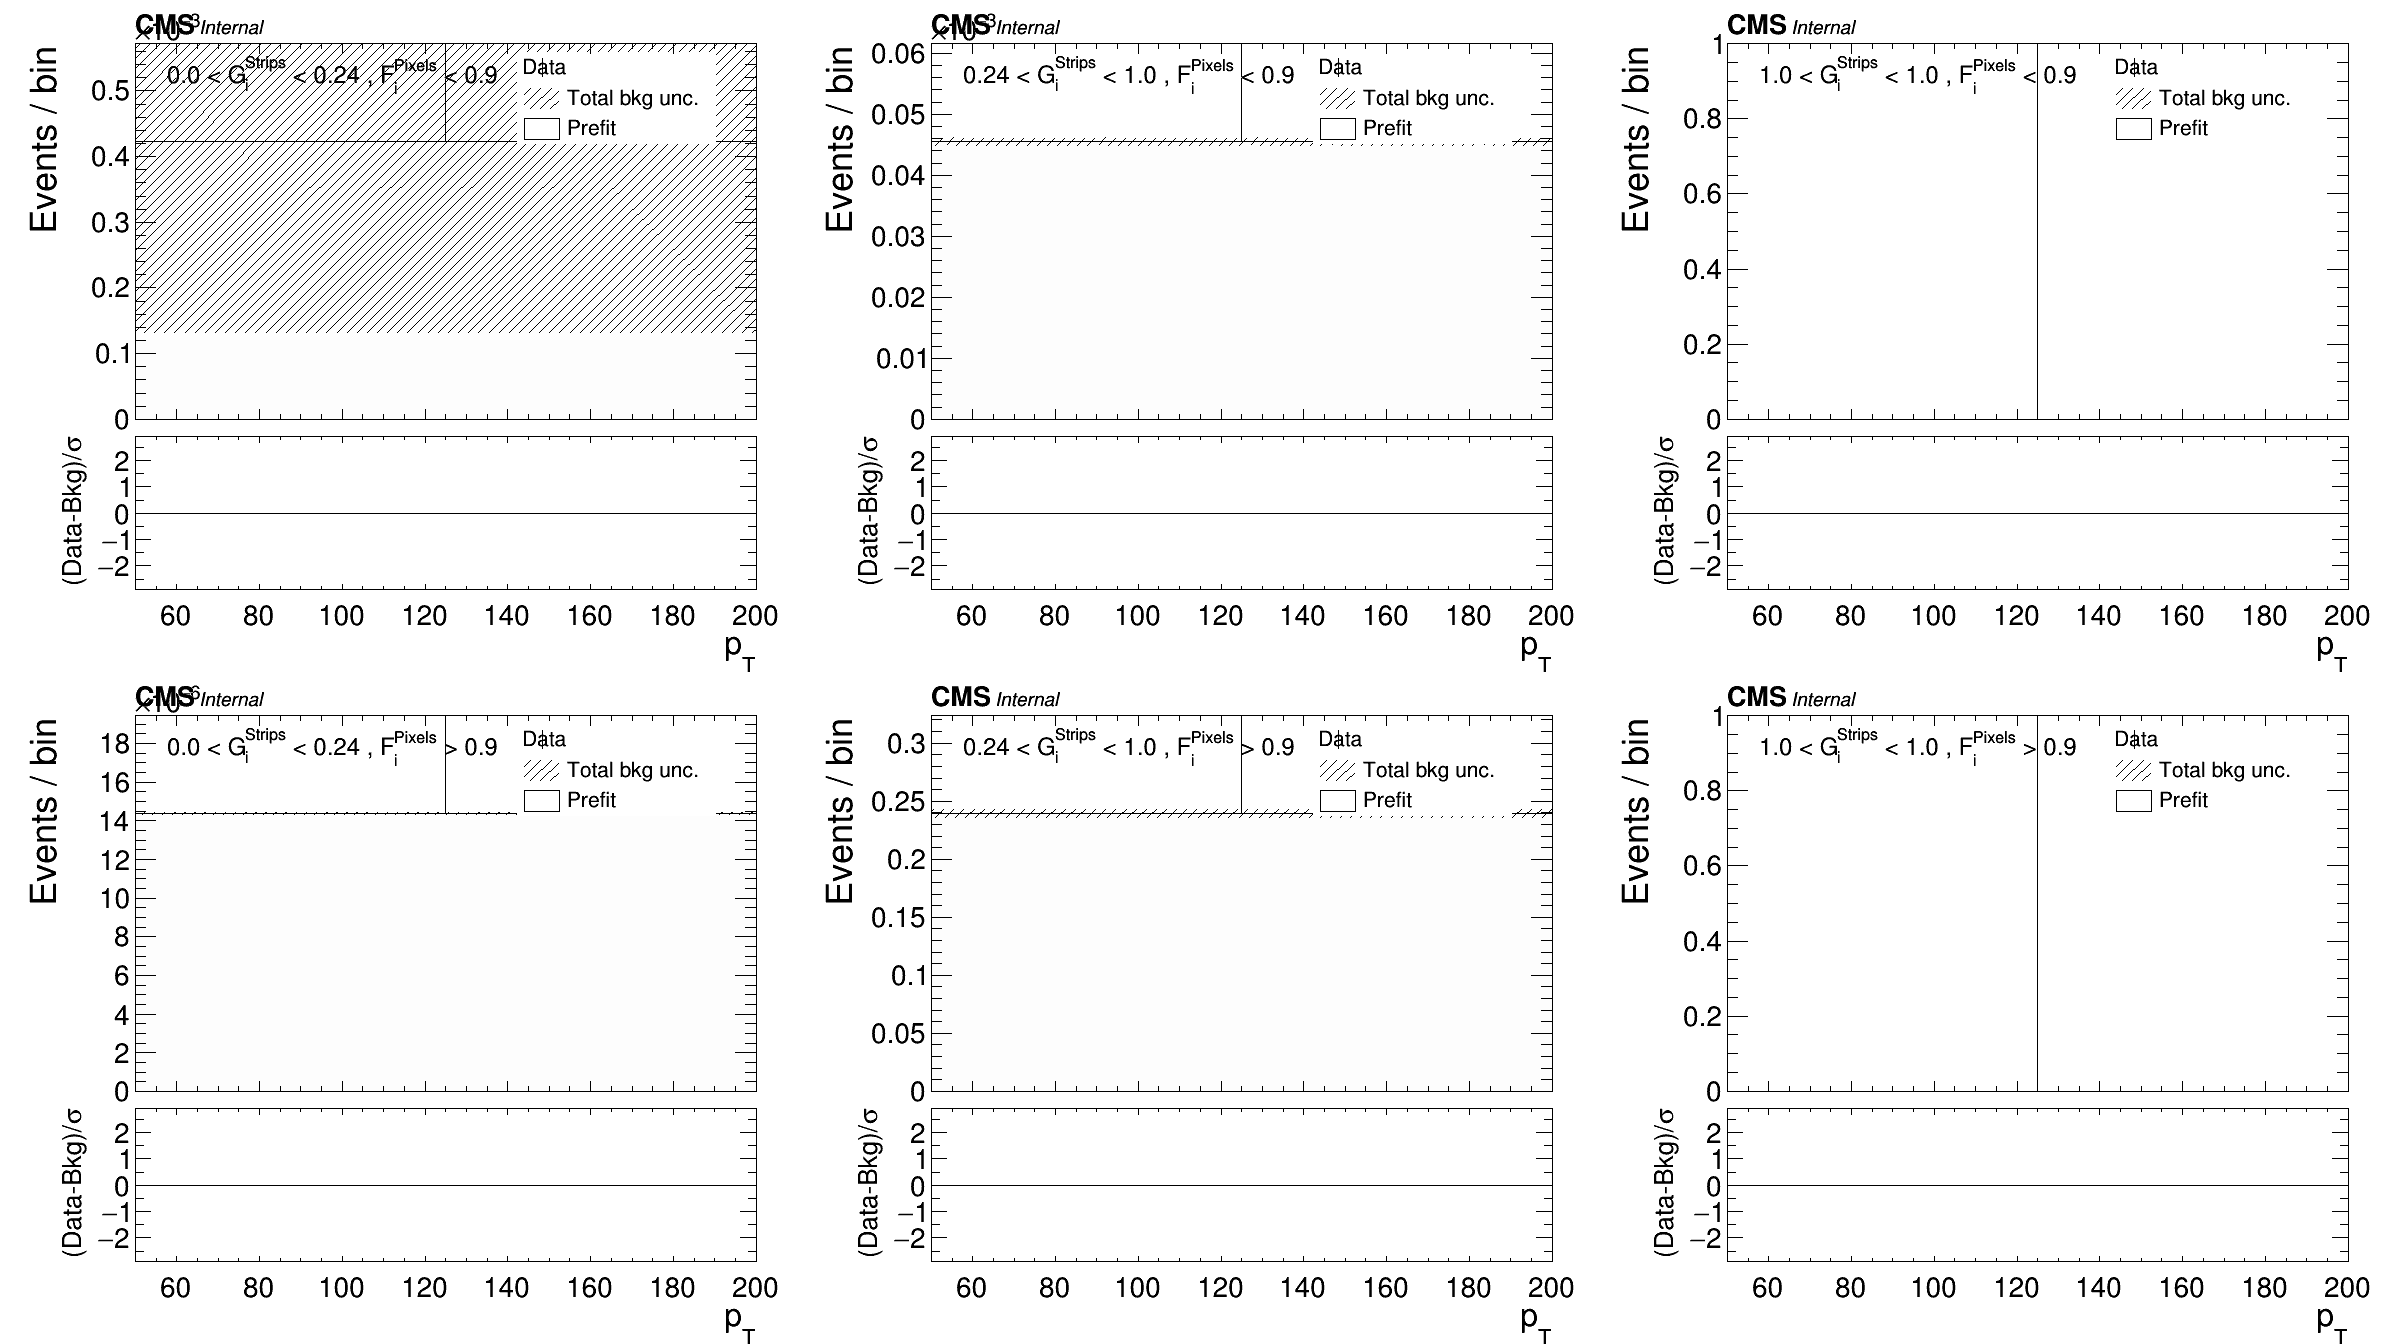 CMS Internal
×10⁻³
Events / bin
0.0 < G_i^Strips < 0.24 , F_i^Pixels < 0.9
Data
Total bkg unc.
Prefit
0.5
0.4
0.3
0.2
0.1
0
(Data-Bkg)/σ
2
1
0
−1
−2
60 80 100 120 140 160 180 200
p_T
CMS Internal
×10⁻³
Events / bin
0.24 < G_i^Strips < 1.0 , F_i^Pixels < 0.9
Data
Total bkg unc.
Prefit
0.06
0.05
0.04
0.03
0.02
0.01
0
(Data-Bkg)/σ
2
1
0
−1
−2
60 80 100 120 140 160 180 200
p_T
CMS Internal
Events / bin
1.0 < G_i^Strips < 1.0 , F_i^Pixels < 0.9
Data
Total bkg unc.
Prefit
1
0.8
0.6
0.4
0.2
0
(Data-Bkg)/σ
2
1
0
−1
−2
60 80 100 120 140 160 180 200
p_T
CMS Internal
Events / bin
0.0 < G_i^Strips < 0.24 , F_i^Pixels > 0.9
Data
Total bkg unc.
Prefit
18
16
14
12
10
8
6
4
2
0
(Data-Bkg)/σ
2
1
0
−1
−2
60 80 100 120 140 160 180 200
p_T
CMS Internal
Events / bin
0.24 < G_i^Strips < 1.0 , F_i^Pixels > 0.9
Data
Total bkg unc.
Prefit
0.3
0.25
0.2
0.15
0.1
0.05
0
(Data-Bkg)/σ
2
1
0
−1
−2
60 80 100 120 140 160 180 200
p_T
CMS Internal
Events / bin
1.0 < G_i^Strips < 1.0 , F_i^Pixels > 0.9
Data
Total bkg unc.
Prefit
1
0.8
0.6
0.4
0.2
0
(Data-Bkg)/σ
2
1
0
−1
−2
60 80 100 120 140 160 180 200
p_T